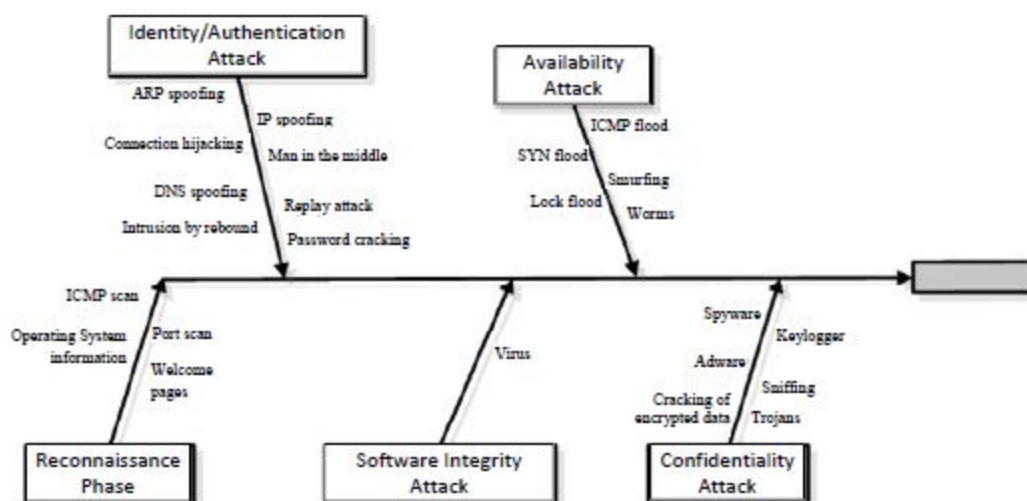 Identity/Authentication
Attack
Availability
Attack
ARP spoofing
IP spoofing
Connection hijacking
Man in the middle
DNS spoofing
Replay attack
Intrusion by rebound
Password cracking
ICMP flood
SYN flood
Smurfing
Lock flood
Worms
ICMP scan
Operating System
information
Port scan
Welcome
pages
Virus
Spyware
Keylogger
Adware
Sniffing
Cracking of
encrypted data
Trojans
Reconnaissance
Phase
Software Integrity
Attack
Confidentiality
Attack